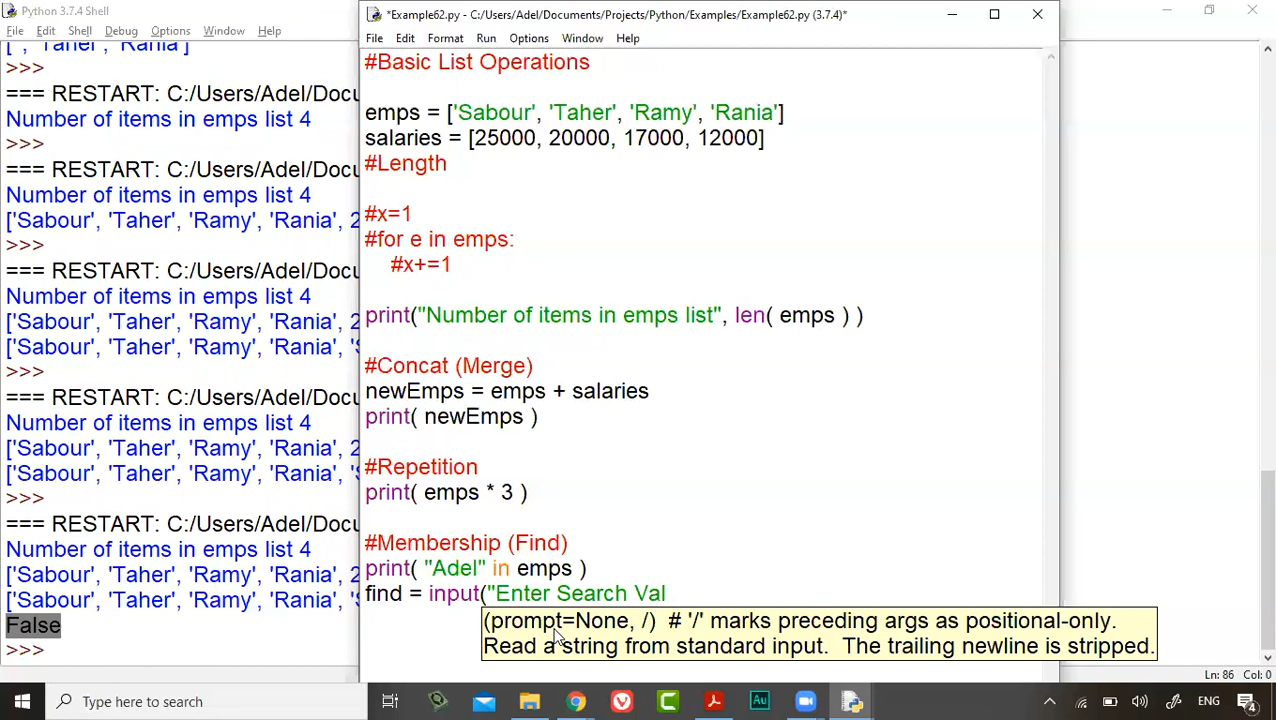 Python 3.7.4 Shell
File Edit Shell Debug Options Window Help
[ , 'Taher', 'Rania']
>>>
=== RESTART: C:/Users/Adel/Docu
Number of items in emps list 4
>>>
=== RESTART: C:/Users/Adel/Docu
Number of items in emps list 4
['Sabour', 'Taher', 'Ramy', 'Rania', 2
>>>
=== RESTART: C:/Users/Adel/Docu
Number of items in emps list 4
['Sabour', 'Taher', 'Ramy', 'Rania', 2
['Sabour', 'Taher', 'Ramy', 'Rania', 'S
>>>
=== RESTART: C:/Users/Adel/Docu
Number of items in emps list 4
['Sabour', 'Taher', 'Ramy', 'Rania', 2
['Sabour', 'Taher', 'Ramy', 'Rania', 'S
>>>
=== RESTART: C:/Users/Adel/Docu
Number of items in emps list 4
['Sabour', 'Taher', 'Ramy', 'Rania', 2
['Sabour', 'Taher', 'Ramy', 'Rania', 'S
False
>>>
*Example62.py - C:/Users/Adel/Documents/Projects/Python/Examples/Example62.py (3.7.4)*
File Edit Format Run Options Window Help
#Basic List Operations
emps = ['Sabour', 'Taher', 'Ramy', 'Rania']
salaries = [25000, 20000, 17000, 12000]
#Length
#x=1
#for e in emps:
#x+=1
print("Number of items in emps list", len( emps ) )
#Concat (Merge)
newEmps = emps + salaries
print( newEmps )
#Repetition
print( emps * 3 )
#Membership (Find)
print( "Adel" in emps )
find = input("Enter Search Val
(prompt=None, /) # '/' marks preceding args as positional-only.
Read a string from standard input. The trailing newline is stripped.
Ln: 86 Col: 0
Type here to search
Au
ENG
4